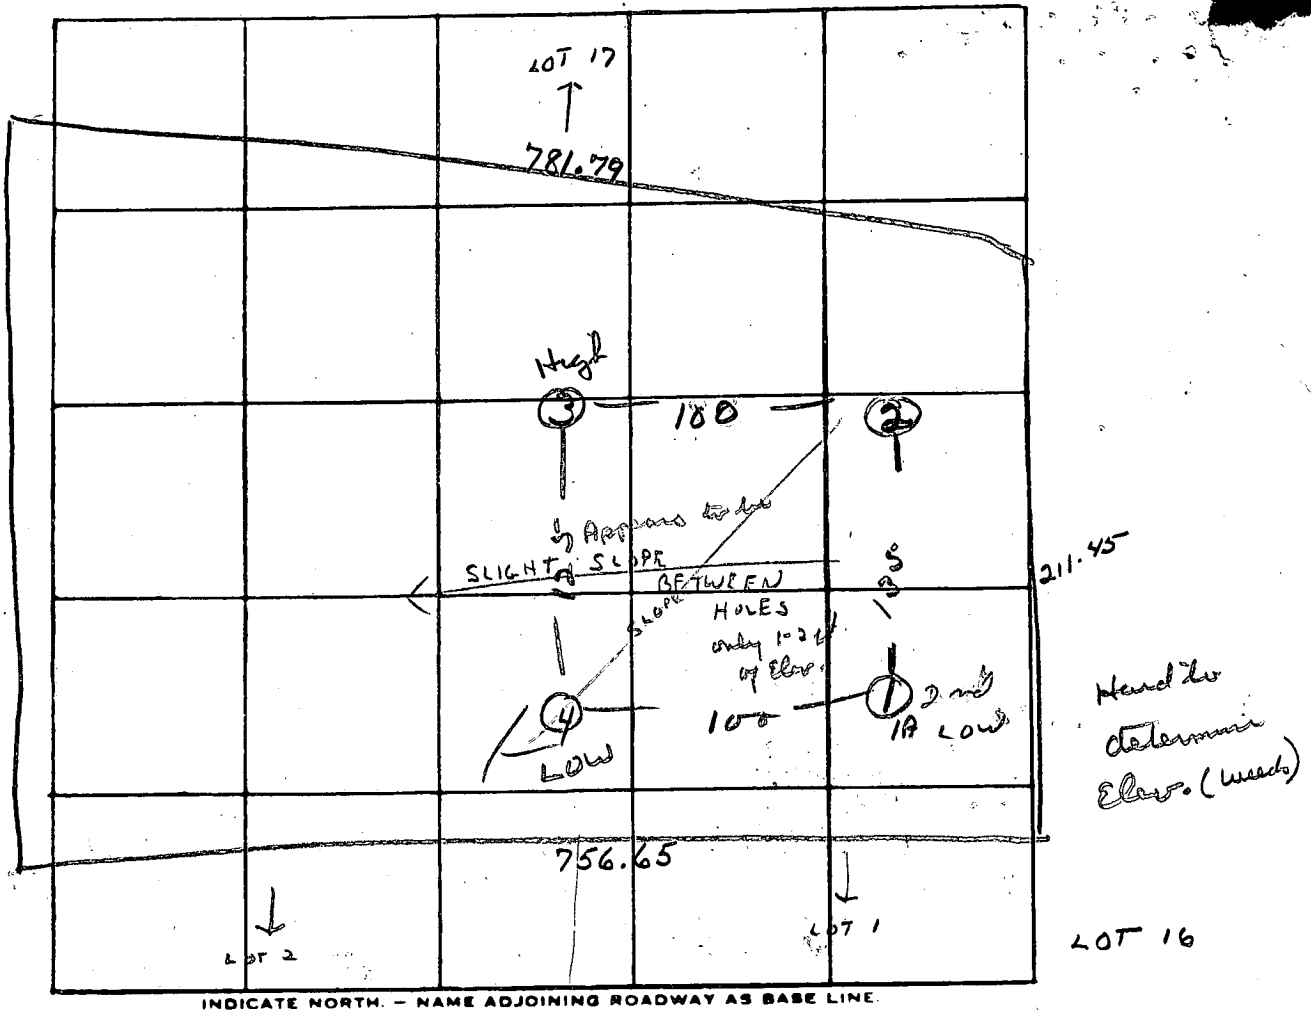 LOT 17
781.79
High
3
100
2
Appears to be
SLIGHT SLOPE
BETWEEN
HOLES
only 1-2 ft.
of Elev.
SLOPE
135
211.45
4
LOW
100
1
1A
2nd
LOW
Hard to
determine
Elev. (weeds)
756.65
LOT 2
LOT 1
LOT 16
INDICATE NORTH. — NAME ADJOINING ROADWAY AS BASE LINE.